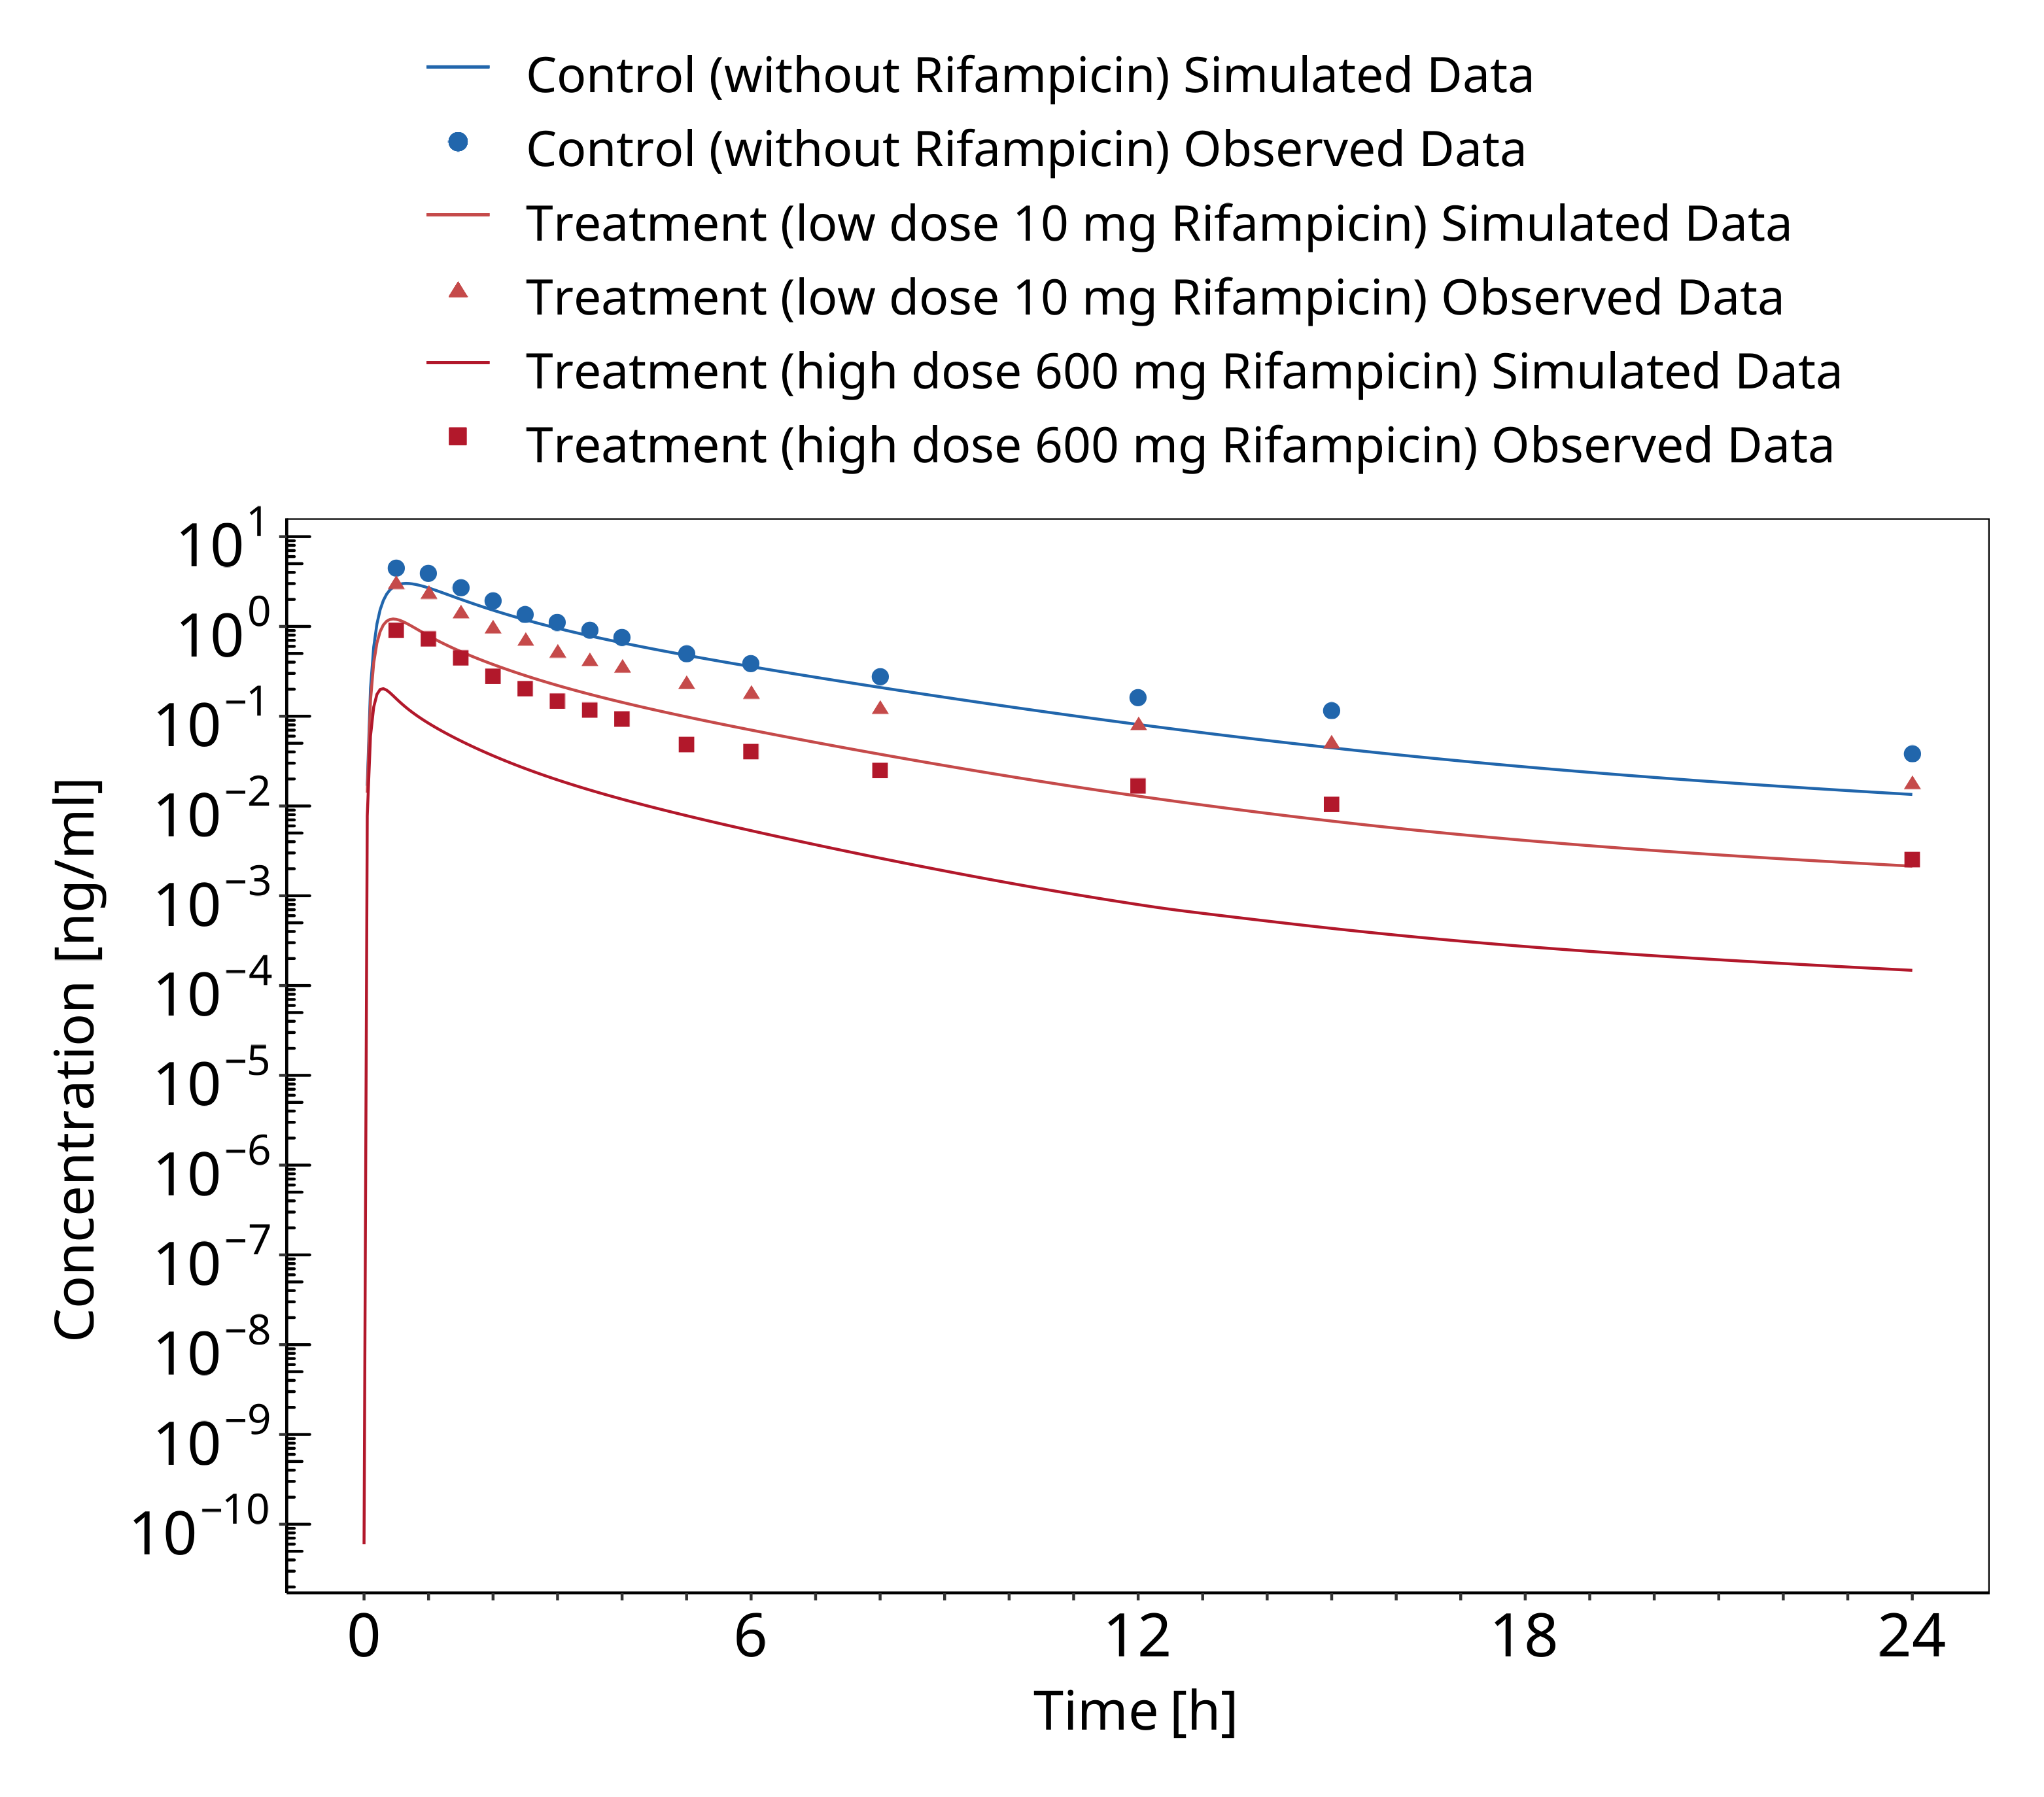 Control (without Rifampicin) Simulated Data
Control (without Rifampicin) Observed Data
Treatment (low dose 10 mg Rifampicin) Simulated Data
Treatment (low dose 10 mg Rifampicin) Observed Data
Treatment (high dose 600 mg Rifampicin) Simulated Data
Treatment (high dose 600 mg Rifampicin) Observed Data
10^1
10^0
10^−1
10^−2
10^−3
10^−4
10^−5
10^−6
10^−7
10^−8
10^−9
10^−10
Concentration [ng/ml]
0 6 12 18 24
Time [h]